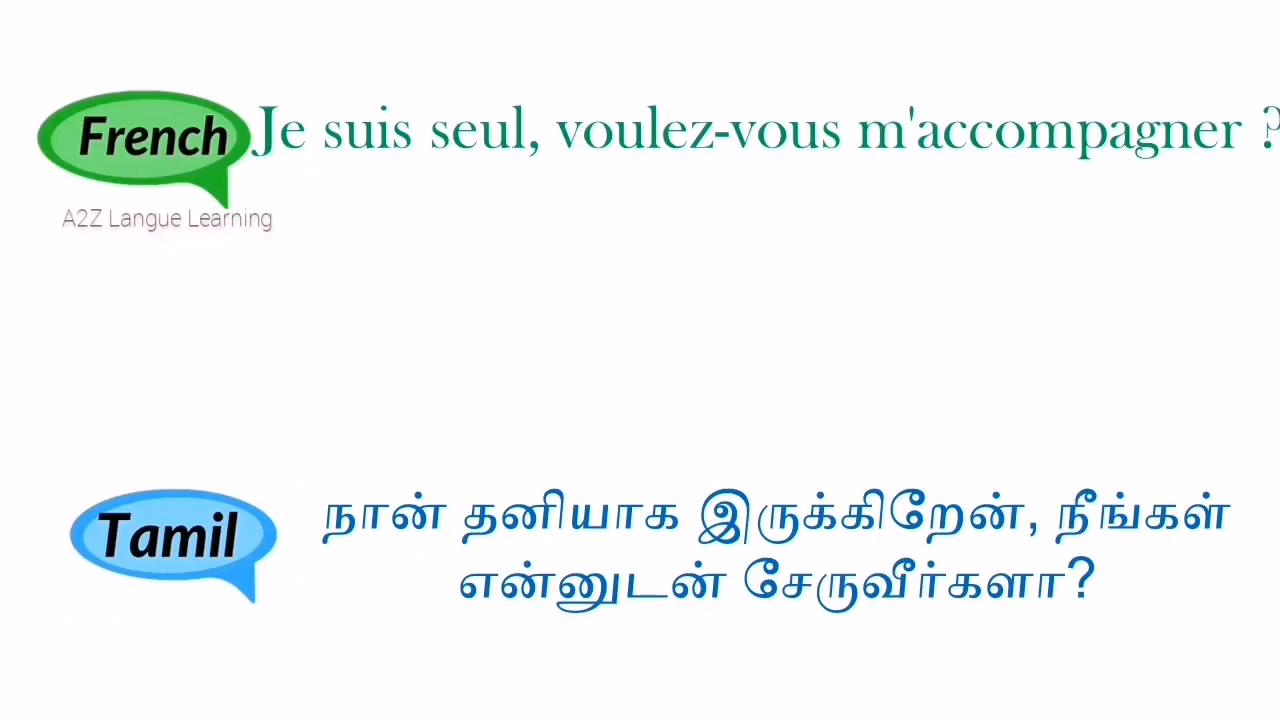 French
Je suis seul, voulez-vous m'accompagner ?
A2Z Langue Learning
Tamil
நான் தனியாக இருக்கிறேன், நீங்கள்
என்னுடன் சேருவீர்களா?